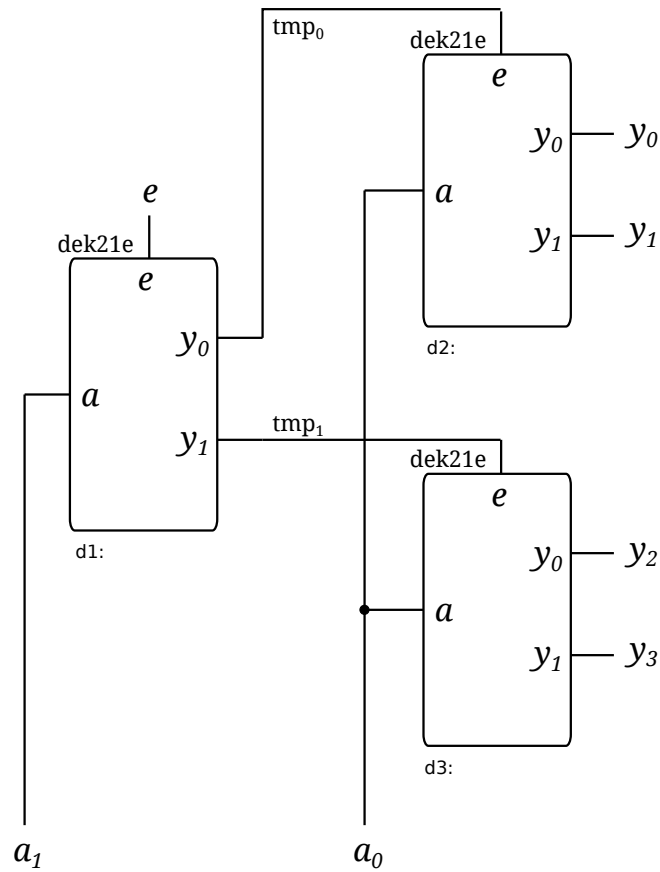 tmp₀
dek21e
e
y₀ y₀
a
y₁ y₁
d2:
e
dek21e
e
y₀
a
y₁
d1:
tmp₁
dek21e
e
y₀ y₂
a
y₁ y₃
d3:
a₁ a₀